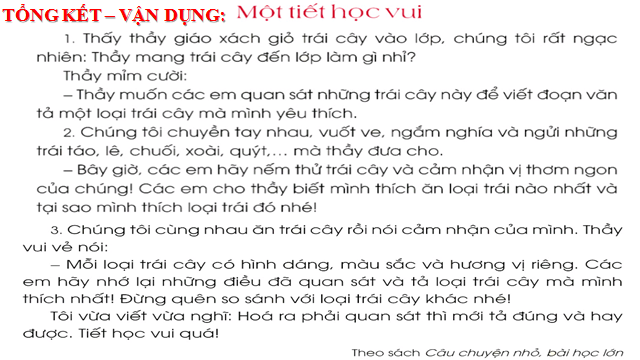 TỔNG KẾT – VẬN DỤNG: Một tiết học vui
1. Thấy thầy giáo xách giỏ trái cây vào lớp, chúng tôi rất ngạc
nhiên: Thầy mang trái cây đến lớp làm gì nhỉ?
Thầy mỉm cười:
– Thầy muốn các em quan sát những trái cây này để viết đoạn văn
tả một loại trái cây mà mình yêu thích.
2. Chúng tôi chuyền tay nhau, vuốt ve, ngắm nghía và ngửi những
trái táo, lê, chuối, xoài, quýt,... mà thầy đưa cho.
– Bây giờ, các em hãy nếm thử trái cây và cảm nhận vị thơm ngon
của chúng! Các em cho thầy biết mình thích ăn loại trái nào nhất và
tại sao mình thích loại trái đó nhé!
3. Chúng tôi cùng nhau ăn trái cây rồi nói cảm nhận của mình. Thầy
vui vẻ nói:
– Mỗi loại trái cây có hình dáng, màu sắc và hương vị riêng. Các
em hãy nhớ lại những điều đã quan sát và tả loại trái cây mà mình
thích nhất! Đừng quên so sánh với loại trái cây khác nhé!
Tôi vừa viết vừa nghĩ: Hoá ra phải quan sát thì mới tả đúng và hay
được. Tiết học vui quá!
Theo sách Câu chuyện nhỏ, bài học lớn